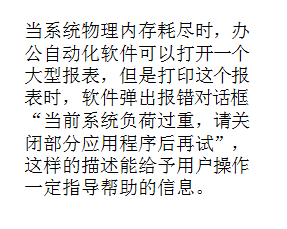 当系统物理内存耗尽时，办
公自动化软件可以打开一个
大型报表，但是打印这个报
表时，软件弹出报错对话框
“当前系统负荷过重，请关
闭部分应用程序后再试”，
这样的描述能给予用户操作
一定指导帮助的信息。